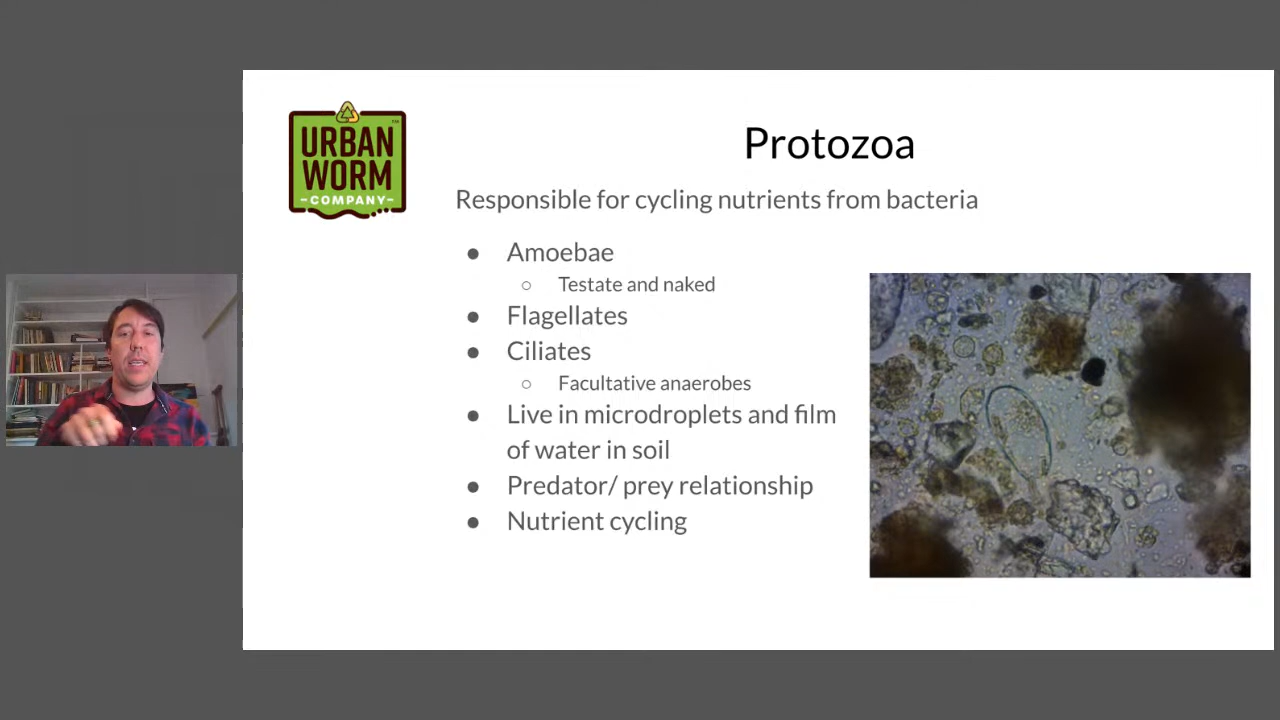 URBAN
WORM
-COMPANY-
™
Protozoa
Responsible for cycling nutrients from bacteria
● Amoebae
○ Testate and naked
● Flagellates
● Ciliates
○ Facultative anaerobes
● Live in microdroplets and film
of water in soil
● Predator/ prey relationship
● Nutrient cycling